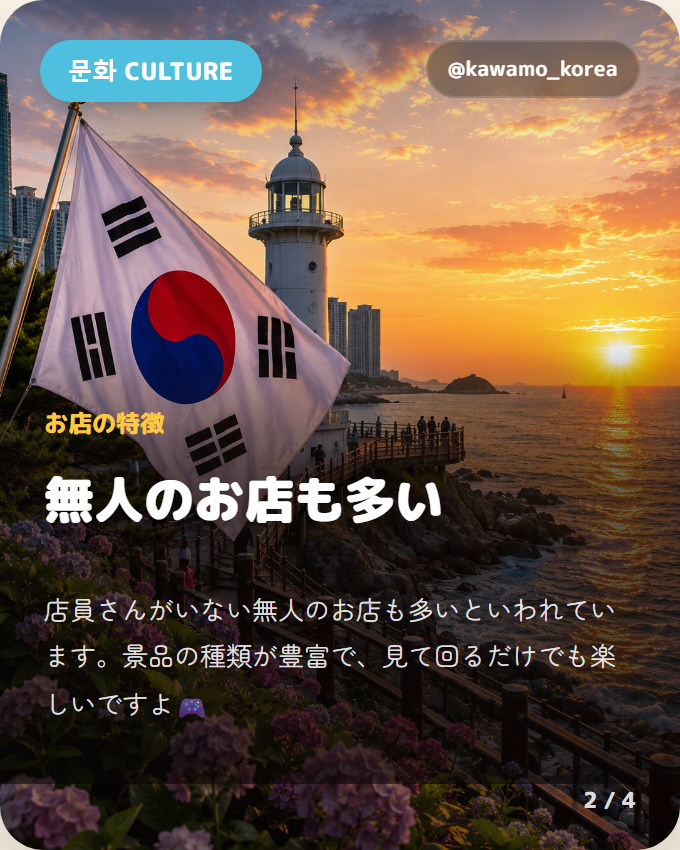 문화 CULTURE
@kawamo_korea
お店の特徴
無人のお店も多い
店員さんがいない無人のお店も多いといわれてい
ます。景品の種類が豊富で、見て回るだけでも楽
しいですよ🎮
2 / 4